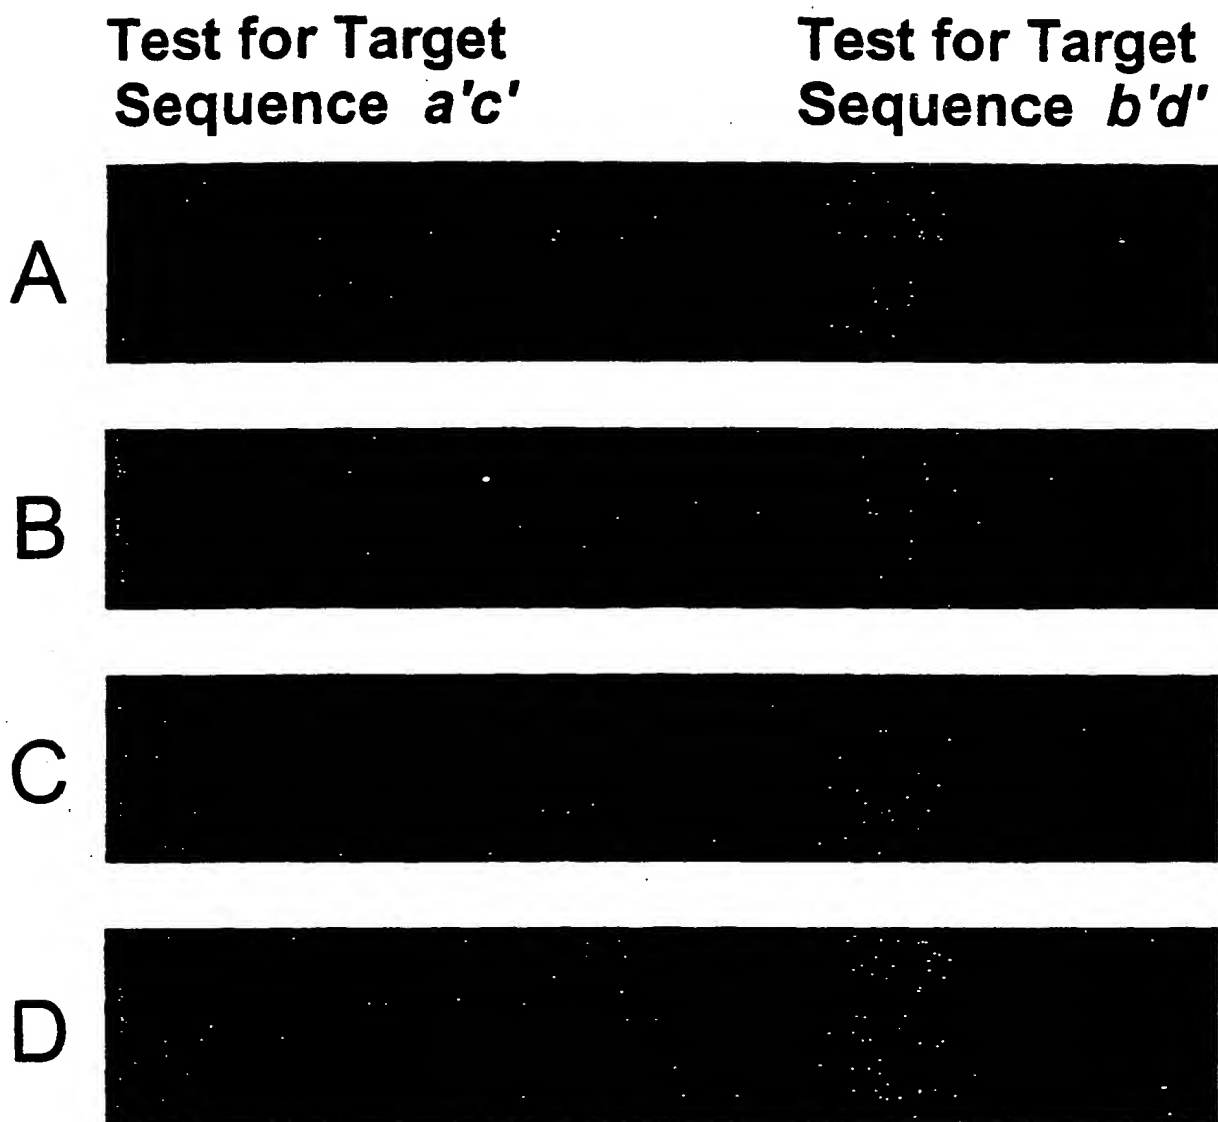 Test for Target
Sequence a'c'
Test for Target
Sequence b'd'
A
B
C
D